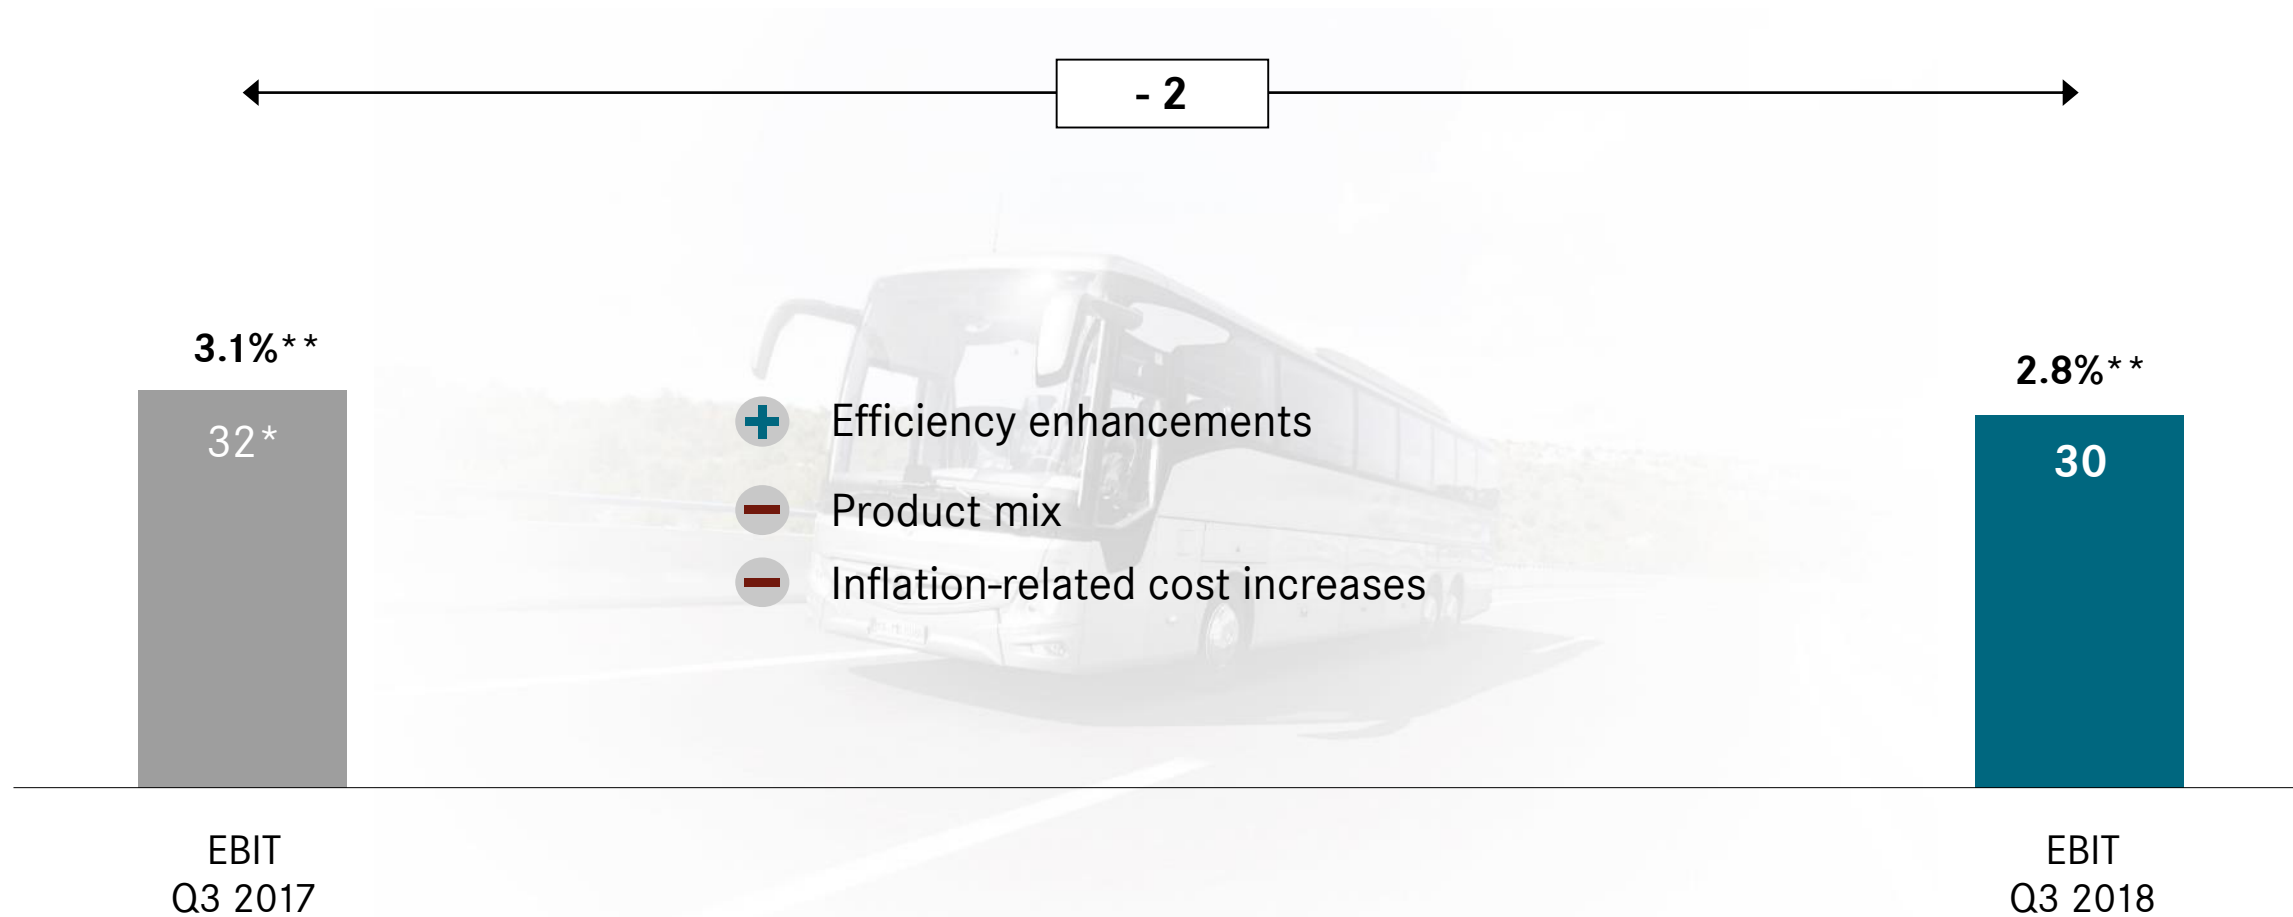 - 2
3.1%**
32*
2.8%**
30
Efficiency enhancements
Product mix
Inflation-related cost increases
EBIT
Q3 2017
EBIT
Q3 2018